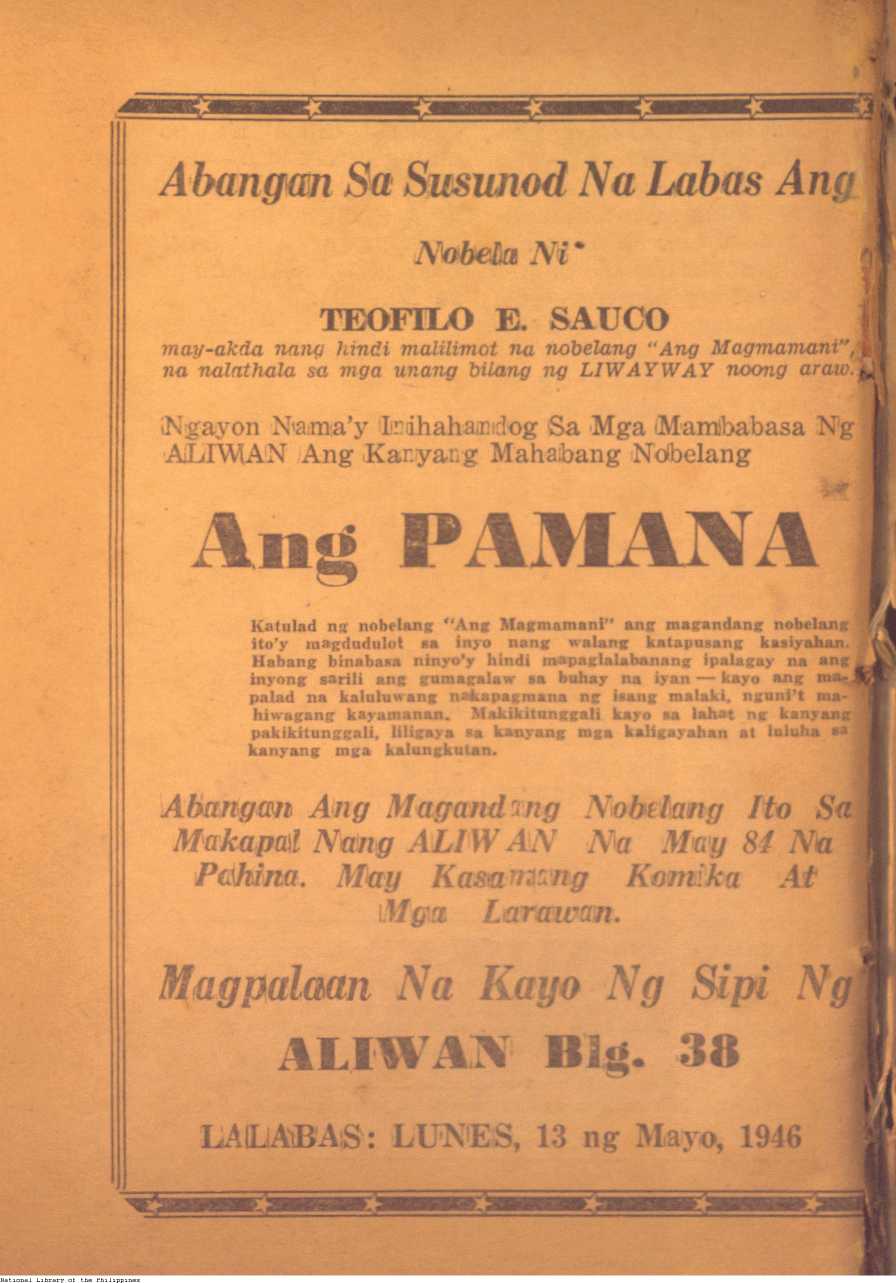 Abangan Sa Susunod Na Labas Ang
Nobela Ni
TEOFILO E. SAUCO
may-akda nang hindi malilimot na nobelang "Ang Magmamani",
na nalathala sa mga unang bilang ng LIWAYWAY noong araw.
Ngayon Nama'y Inihahandog Sa Mga Mambabasa Ng
ALIWAN Ang Kanyang Mahabang Nobelang
Ang PAMANA
Katulad ng nobelang "Ang Magmamani" ang magandang nobelang
ito'y magdudulot sa inyo nang walang katapusang kasiyahan.
Habang binabasa ninyo'y hindi mapaglalabanang ipalagay na ang
inyong sarili ang gumagalaw sa buhay na iyan — kayo ang ma-
palad na kaluluwang nakapagmana ng isang malaki, nguni't ma-
hiwagang kayamanan. Makikitunggali kayo sa lahat ng kanyang
pakikitunggali, liligaya sa kanyang mga kaligayahan at luluha sa
kanyang mga kalungkutan.
Abangan Ang Magandang Nobelang Ito Sa
Makapal Nang ALIWAN Na May 84 Na
Pahina. May Kasamang Komika At
Mga Larawan.
Magpalaan Na Kayo Ng Sipi Ng
ALIWAN Blg. 38
LALABAS: LUNES, 13 ng Mayo, 1946
National Library of the Philippines